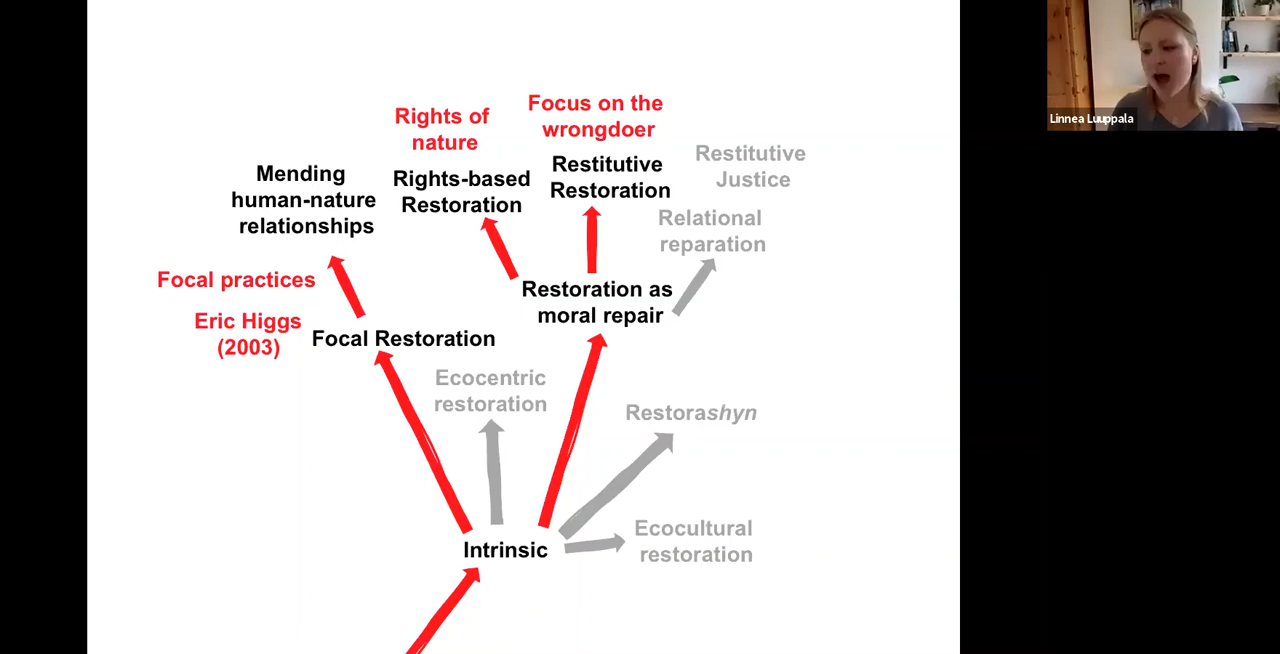 Linnea Luuppala
Focus on the
wrongdoer
Rights of
nature
Restitutive
Justice
Restitutive
Restoration
Mending
human-nature
relationships
Rights-based
Restoration
Relational
reparation
Focal practices
Restoration as
moral repair
Eric Higgs
(2003)
Focal Restoration
Ecocentric
restoration
Restorashyn
Ecocultural
restoration
Intrinsic